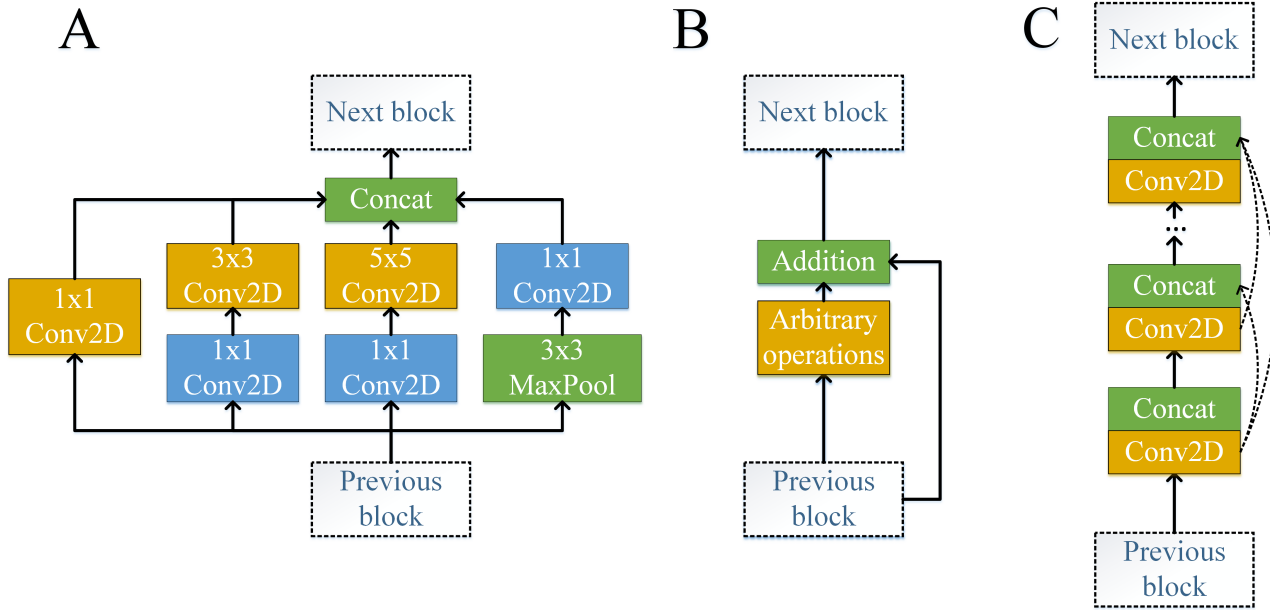 A
Next block
Concat
3x3
Conv2D
5x5
Conv2D
1x1
Conv2D
1x1
Conv2D
1x1
Conv2D
1x1
Conv2D
3x3
MaxPool
Previous
block
B
Next block
Addition
Arbitrary
operations
Previous
block
C
Next block
Concat
Conv2D
...
Concat
Conv2D
Concat
Conv2D
Previous
block